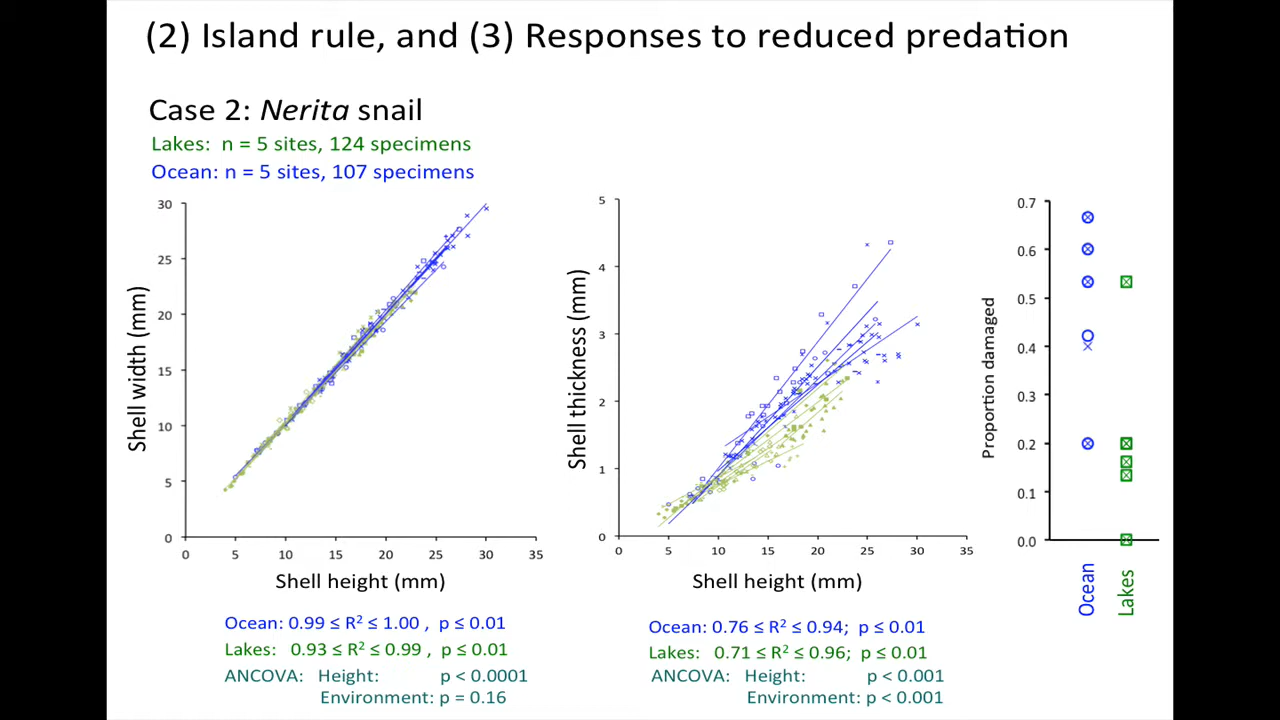 (2) Island rule, and (3) Responses to reduced predation
Case 2: Nerita snail
Lakes: n = 5 sites, 124 specimens
Ocean: n = 5 sites, 107 specimens
Shell width (mm)
30
25
20
15
10
5
0
0 5 10 15 20 25 30 35
Shell height (mm)
Ocean: 0.99 ≤ R² ≤ 1.00 , p ≤ 0.01
Lakes: 0.93 ≤ R² ≤ 0.99 , p ≤ 0.01
ANCOVA: Height: p < 0.0001
Environment: p = 0.16
Shell thickness (mm)
5
4
3
2
1
0
0 5 10 15 20 25 30 35
Shell height (mm)
Ocean: 0.76 ≤ R² ≤ 0.94; p ≤ 0.01
Lakes: 0.71 ≤ R² ≤ 0.96; p ≤ 0.01
ANCOVA: Height: p < 0.001
Environment: p < 0.001
Proportion damaged
0.7
0.6
0.5
0.4
0.3
0.2
0.1
0.0
Ocean
Lakes